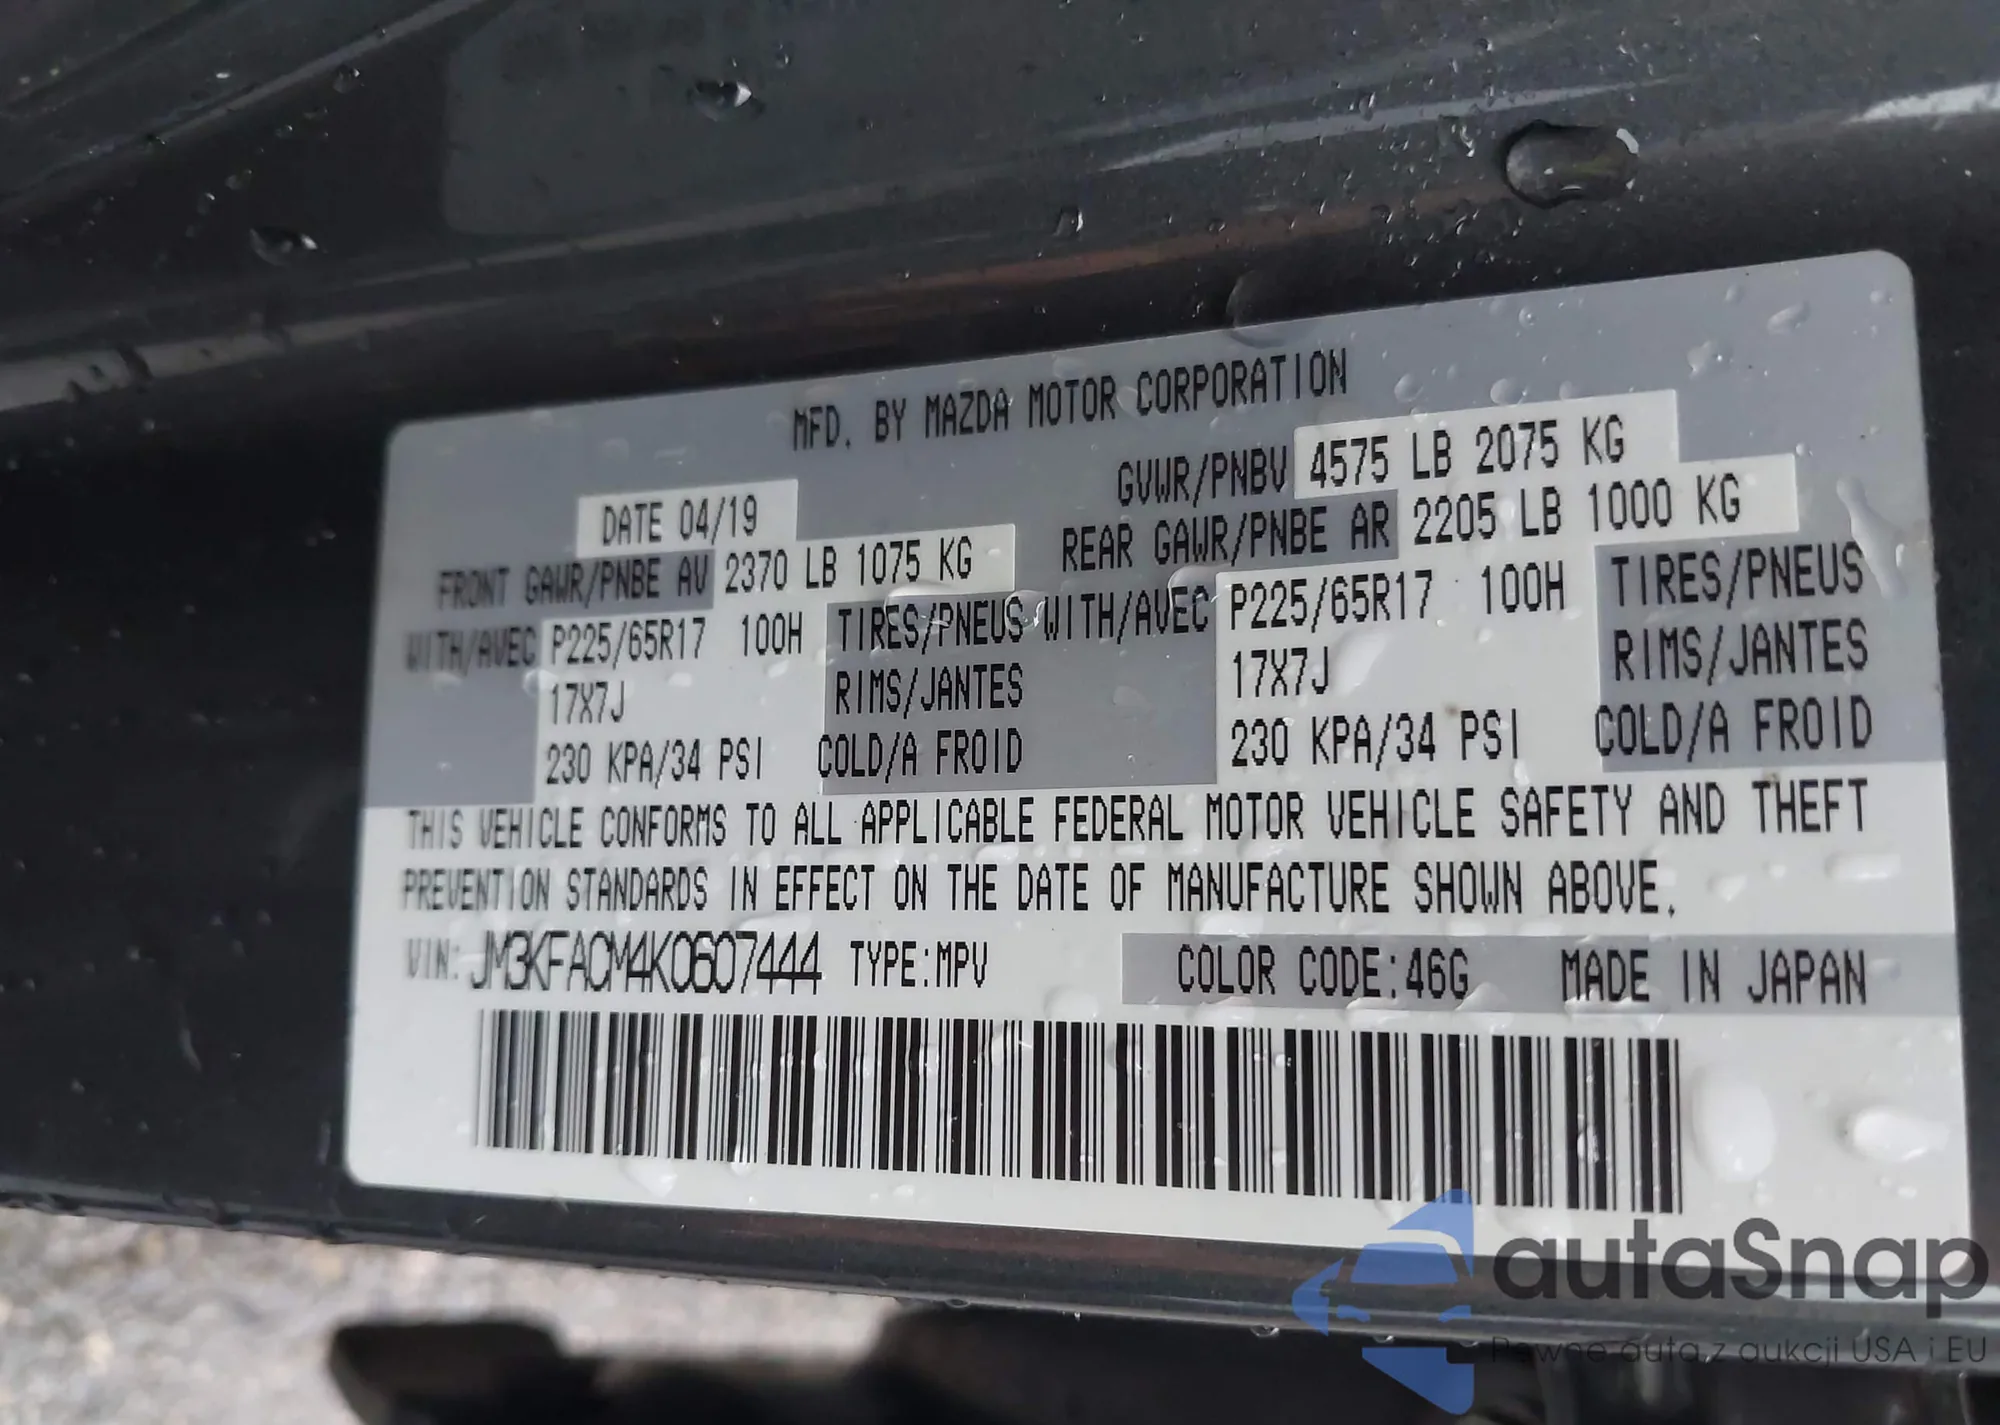 MFD. BY MAZDA MOTOR CORPORATION
GVWR/PNBV 4575 LB 2075 KG
DATE 04/19
FRONT GAWR/PNBE AV 2370 LB 1075 KG
REAR GAWR/PNBE AR 2205 LB 1000 KG
WITH/AVEC P225/65R17 100H TIRES/PNEUS WITH/AVEC P225/65R17 100H TIRES/PNEUS
17X7J RIMS/JANTES 17X7J RIMS/JANTES
230 KPA/34 PSI COLD/A FROID 230 KPA/34 PSI COLD/A FROID
THIS VEHICLE CONFORMS TO ALL APPLICABLE FEDERAL MOTOR VEHICLE SAFETY AND THEFT
PREVENTION STANDARDS IN EFFECT ON THE DATE OF MANUFACTURE SHOWN ABOVE.
VIN: JM3KFACM4K0607444 TYPE:MPV COLOR CODE:46G MADE IN JAPAN
autaSnap
Pewne auta z aukcji USA i EU